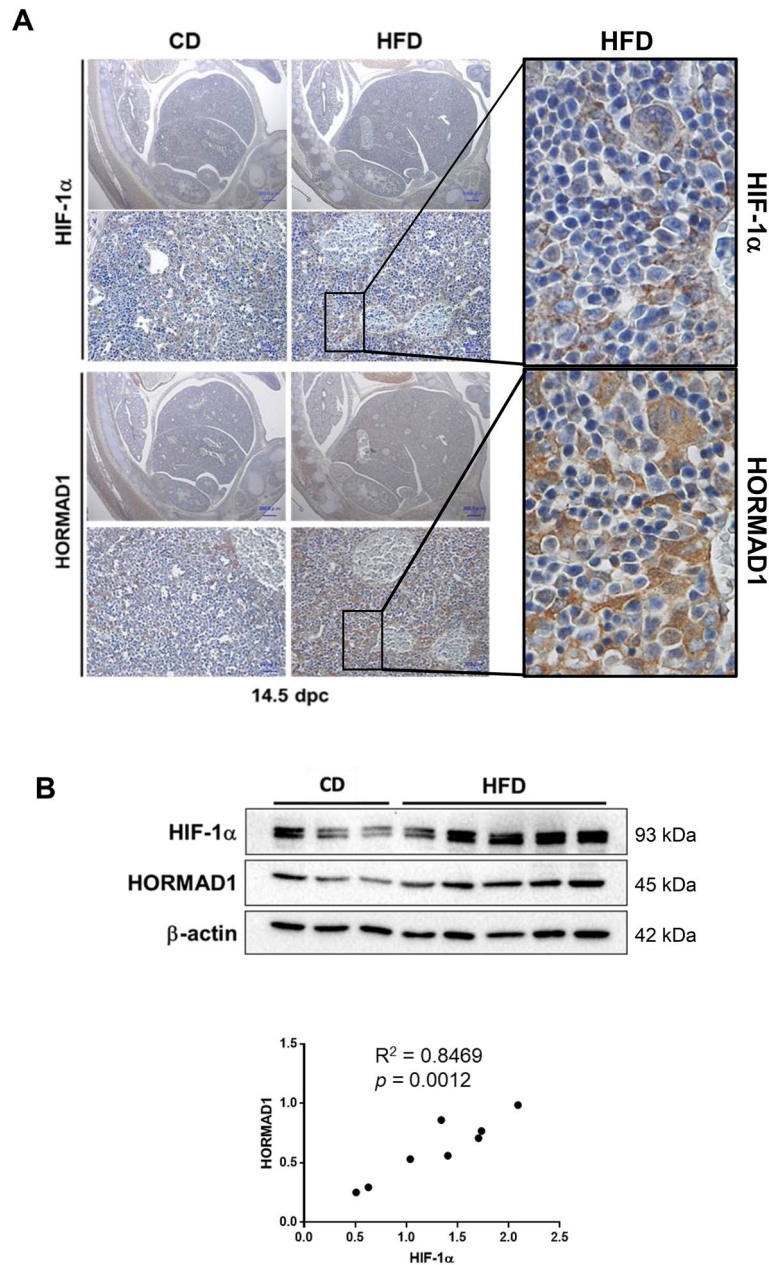 A
CD HFD HFD
HIF-1α
HIF-1α
HORMAD1
HORMAD1
14.5 dpc
B
CD HFD
HIF-1α 93 kDa
HORMAD1 45 kDa
β-actin 42 kDa
R² = 0.8469
p = 0.0012
1.5
1.0
0.5
0.0
HORMAD1
0.0 0.5 1.0 1.5 2.0 2.5
HIF-1α